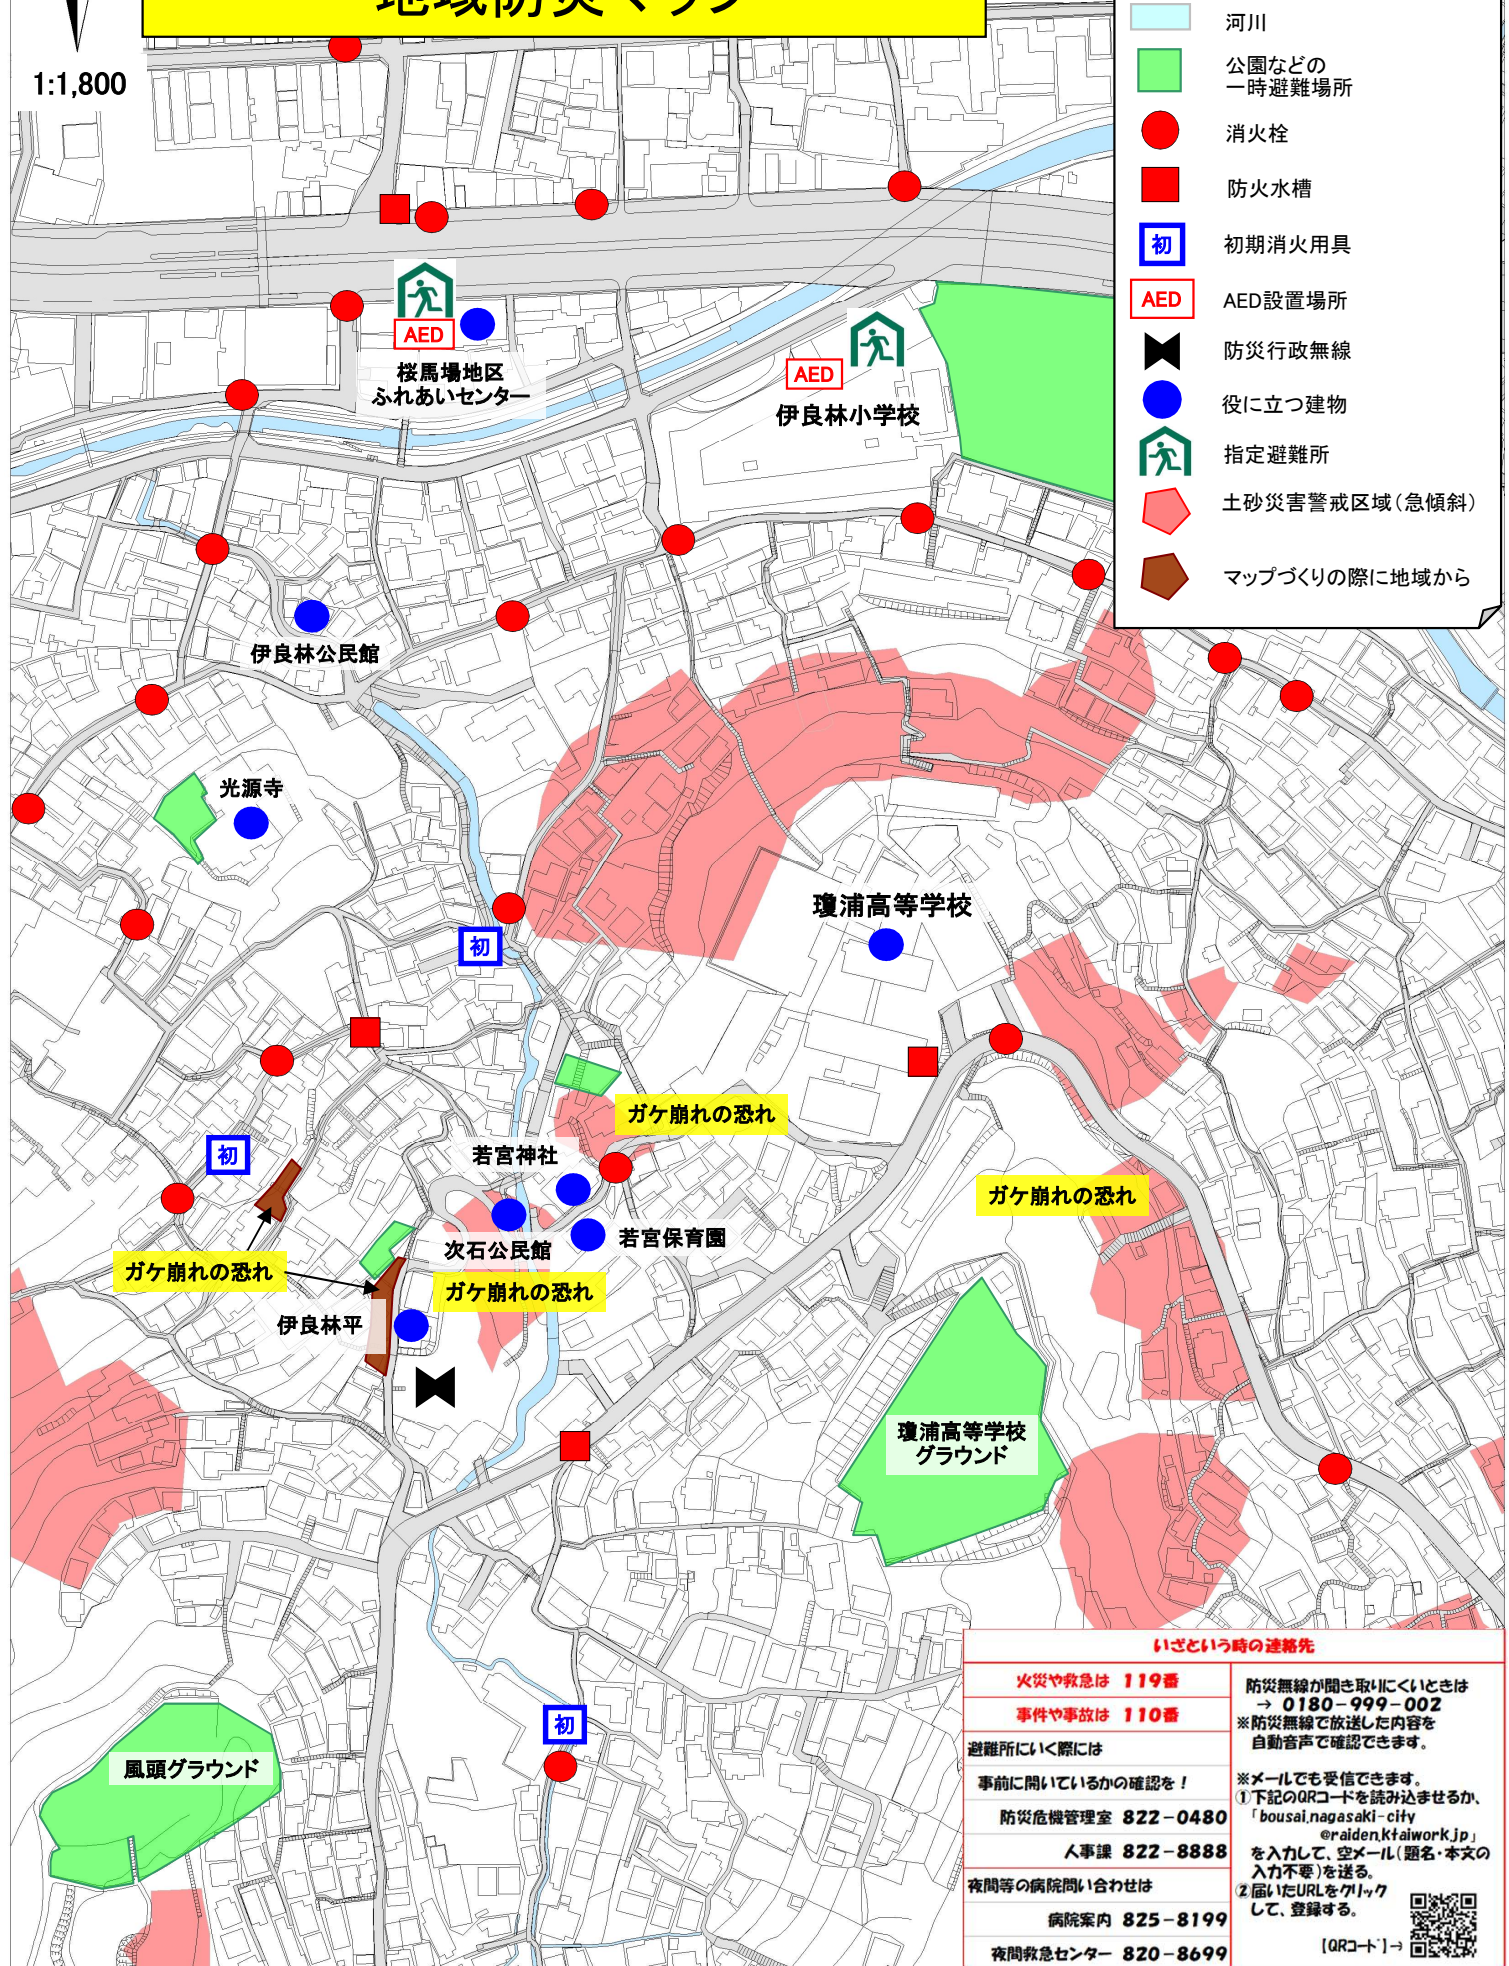 地域防災マップ
1:1,800
河川
公園などの
一時避難場所
消火栓
防火水槽
初
初期消火用具
AED
AED設置場所
防災行政無線
役に立つ建物
指定避難所
土砂災害警戒区域(急傾斜)
マップづくりの際に地域から
AED
桜馬場地区
ふれあいセンター
AED
伊良林小学校
伊良林公民館
光源寺
初
瓊浦高等学校
ガケ崩れの恐れ
初
若宮神社
ガケ崩れの恐れ
若宮保育園
次石公民館
ガケ崩れの恐れ
ガケ崩れの恐れ
伊良林平
瓊浦高等学校
グラウンド
初
風頭グラウンド
いざという時の連絡先
火災や救急は 119番
事件や事故は 110番
避難所にいく際には
事前に開いているかの確認を！
防災危機管理室 822-0480
人事課 822-8888
夜間等の病院問い合わせは
病院案内 825-8199
夜間救急センター 820-8699
防災無線が聞き取りにくいときは
→ 0180-999-002
※防災無線で放送した内容を
自動音声で確認できます。
※メールでも受信できます。
①下記のQRコードを読み込ませるか、
「bousai.nagasaki-city
@raiden.ktaiwork.jp」
を入力して、空メール(題名・本文の
入力不要)を送る。
②届いたURLをクリック
して、登録する。
[QRコード]→